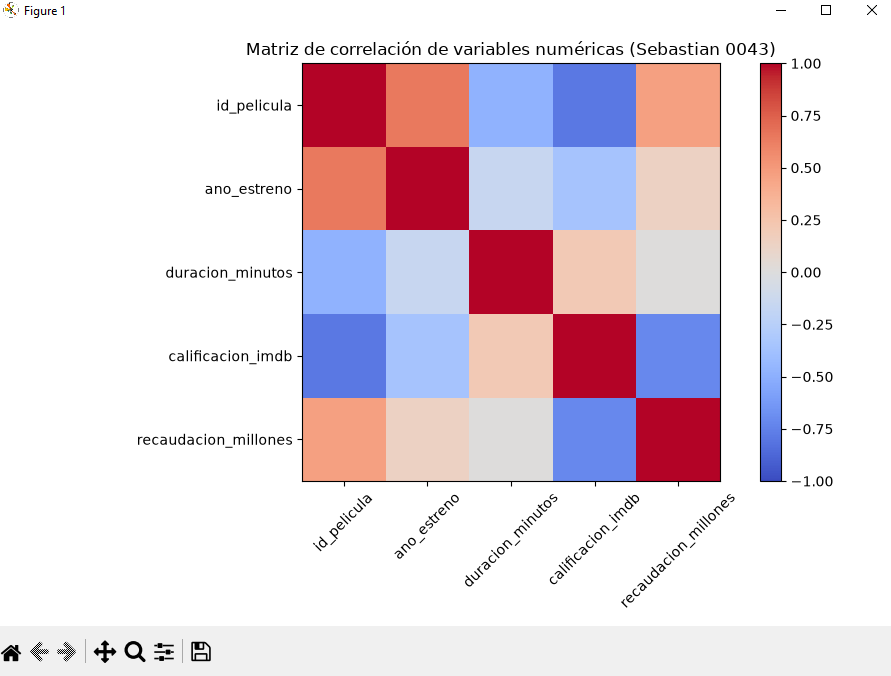 Figure 1
Matriz de correlación de variables numéricas (Sebastian 0043)
id_pelicula
ano_estreno
duracion_minutos
calificacion_imdb
recaudacion_millones
id_pelicula
ano_estreno
duracion_minutos
calificacion_imdb
recaudacion_millones
1.00
0.75
0.50
0.25
0.00
−0.25
−0.50
−0.75
−1.00